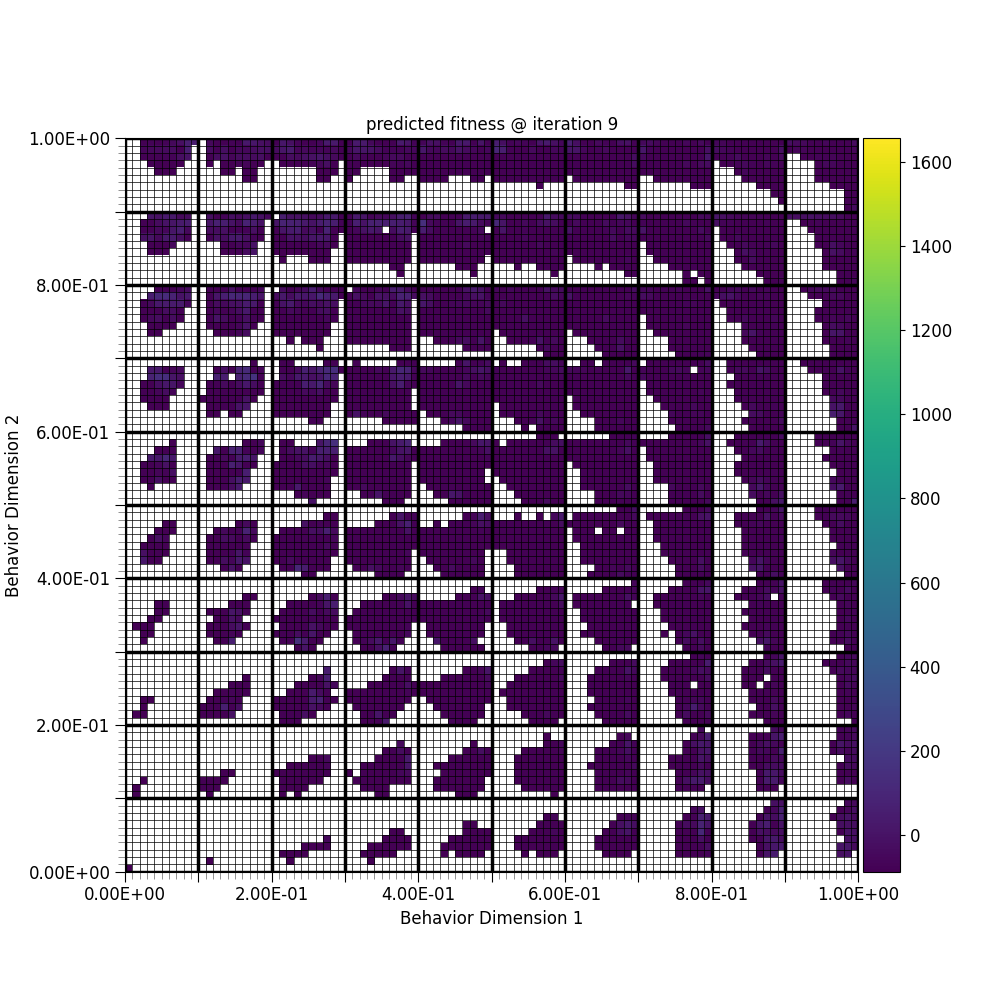 predicted fitness @ iteration 9
1.00E+00
8.00E-01
6.00E-01
4.00E-01
2.00E-01
0.00E+00
Behavior Dimension 2
0.00E+00 2.00E-01 4.00E-01 6.00E-01 8.00E-01 1.00E+00
Behavior Dimension 1
1600
1400
1200
1000
800
600
400
200
0